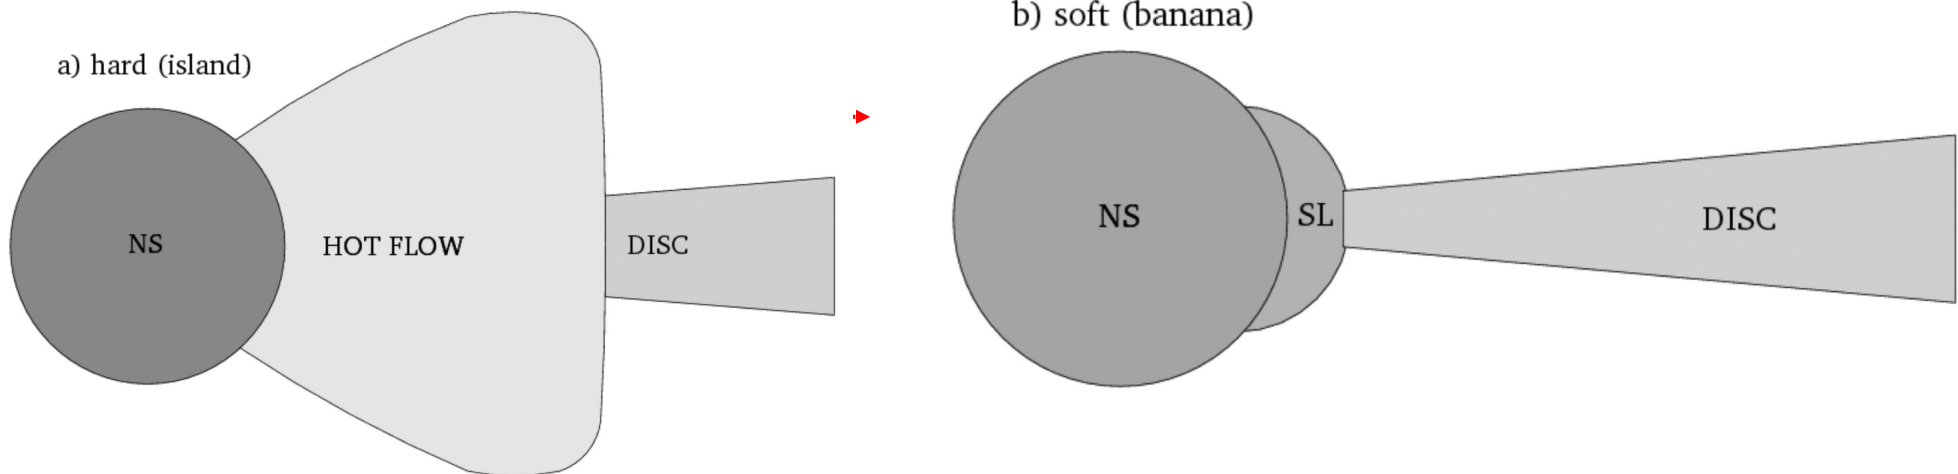 a) hard (island)
NS
HOT FLOW
DISC
b) soft (banana)
NS
SL
DISC